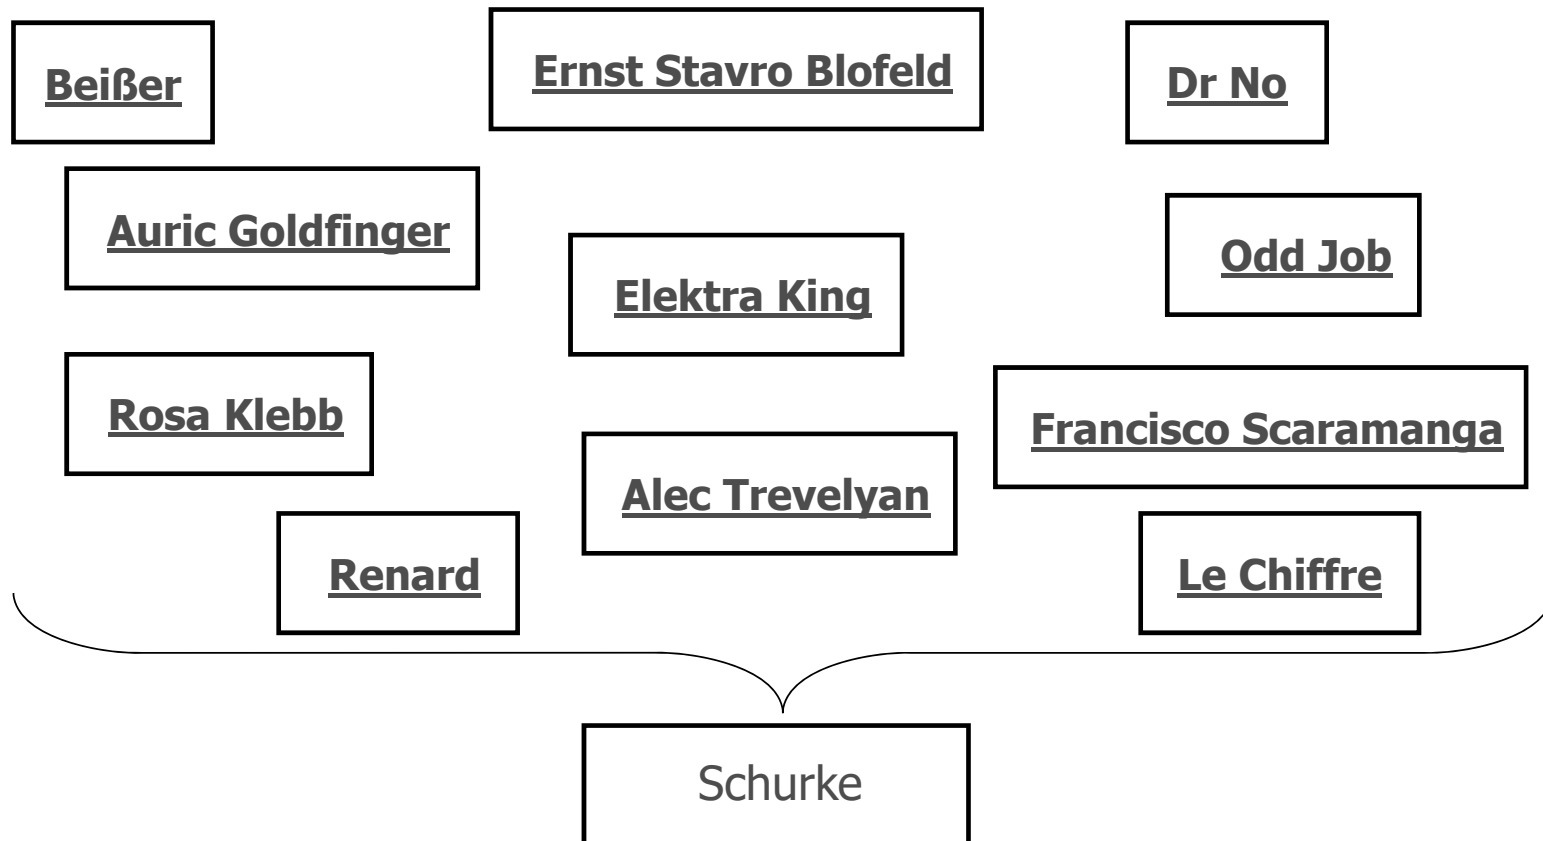 Beißer
Ernst Stavro Blofeld
Dr No
Auric Goldfinger
Odd Job
Elektra King
Rosa Klebb
Francisco Scaramanga
Alec Trevelyan
Renard
Le Chiffre
Schurke